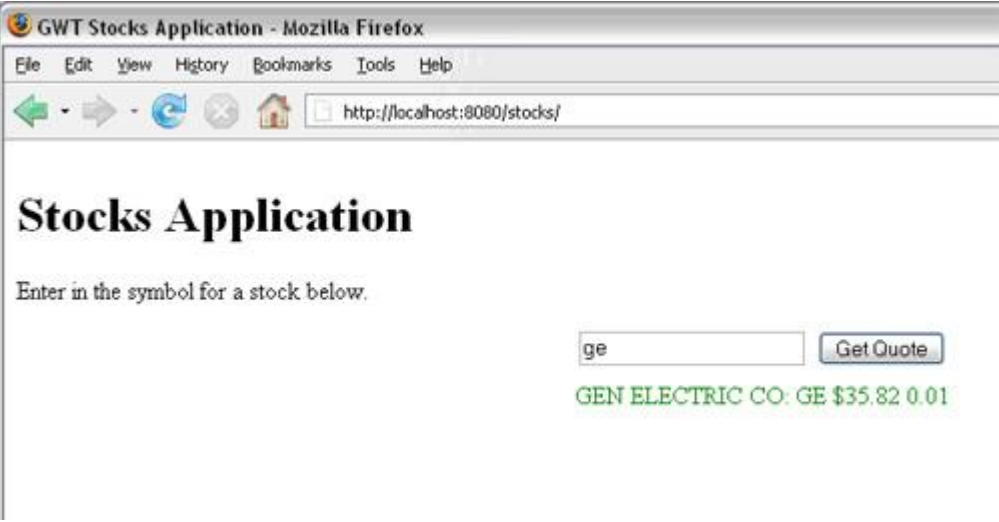 GWT Stocks Application - Mozilla Firefox
File Edit View History Bookmarks Tools Help
http://localhost:8080/stocks/
Stocks Application
Enter in the symbol for a stock below.
ge Get Quote
GEN ELECTRIC CO: GE $35.82 0.01